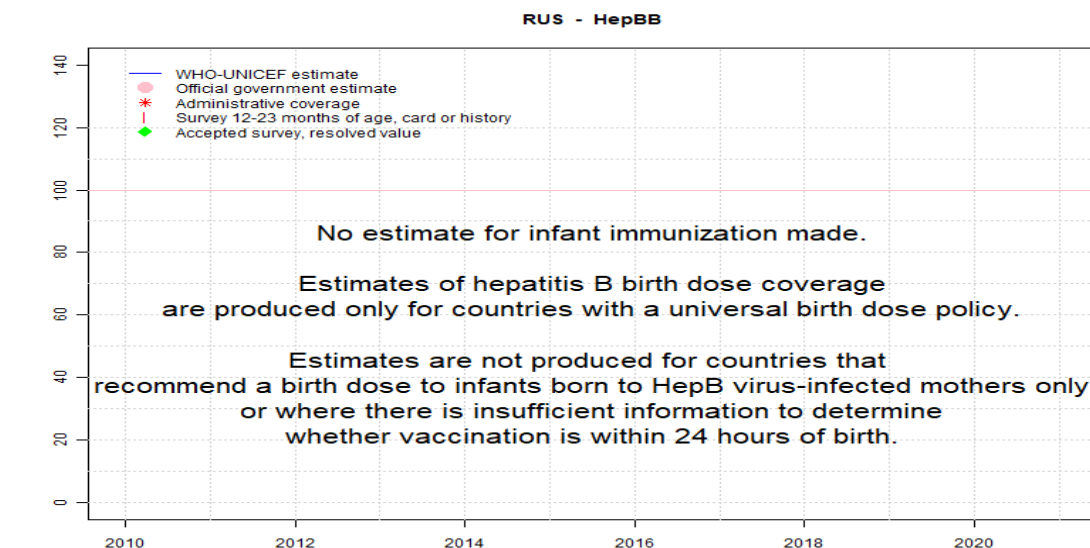 RUS - HepBB
WHO-UNICEF estimate
Official government estimate
Administrative coverage
Survey 12-23 months of age, card or history
Accepted survey, resolved value
140
120
100
80
60
40
20
0
No estimate for infant immunization made.
Estimates of hepatitis B birth dose coverage
are produced only for countries with a universal birth dose policy.
Estimates are not produced for countries that
recommend a birth dose to infants born to HepB virus-infected mothers only
or where there is insufficient information to determine
whether vaccination is within 24 hours of birth.
2010 2012 2014 2016 2018 2020